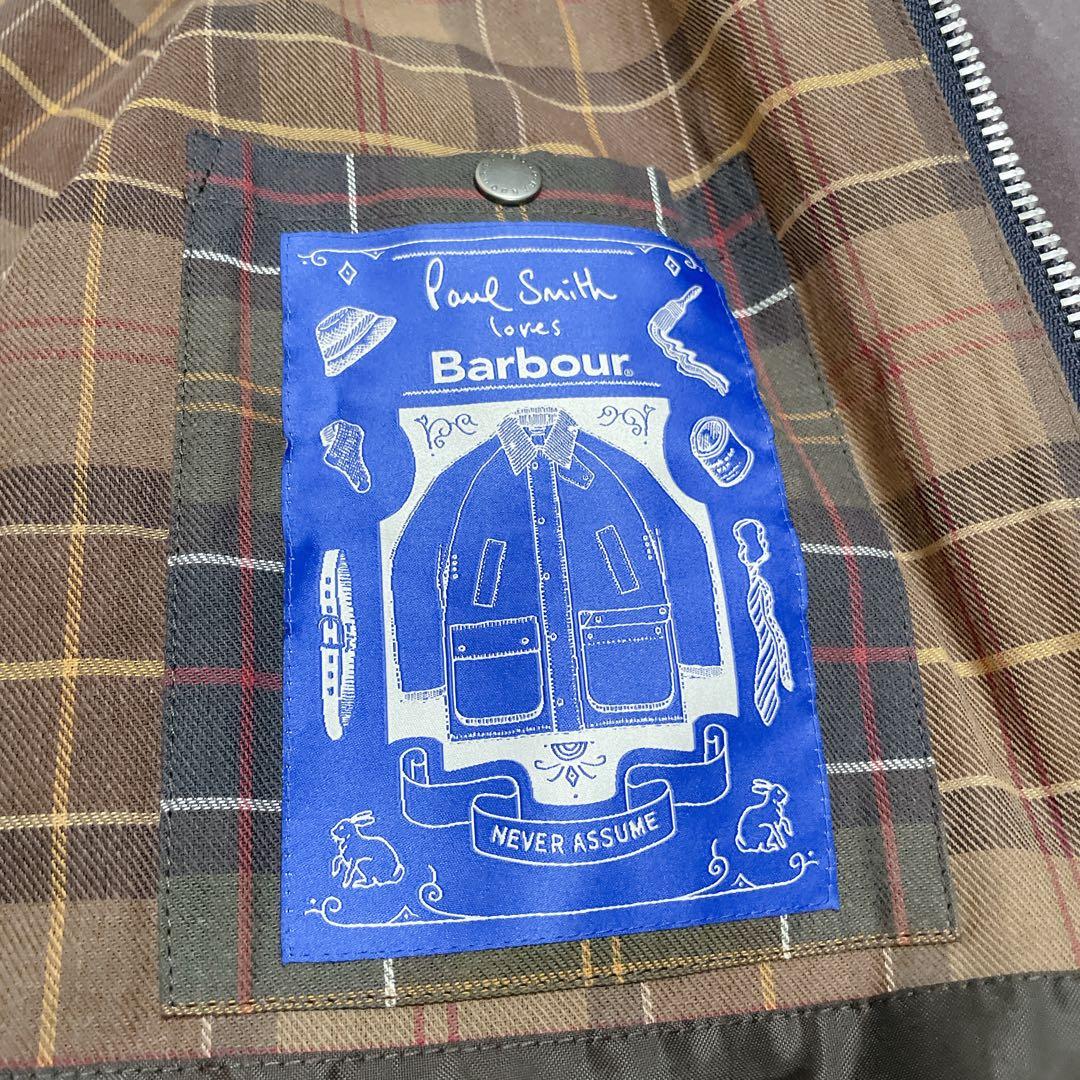 Paul Smith
loves
Barbour®
NEVER ASSUME